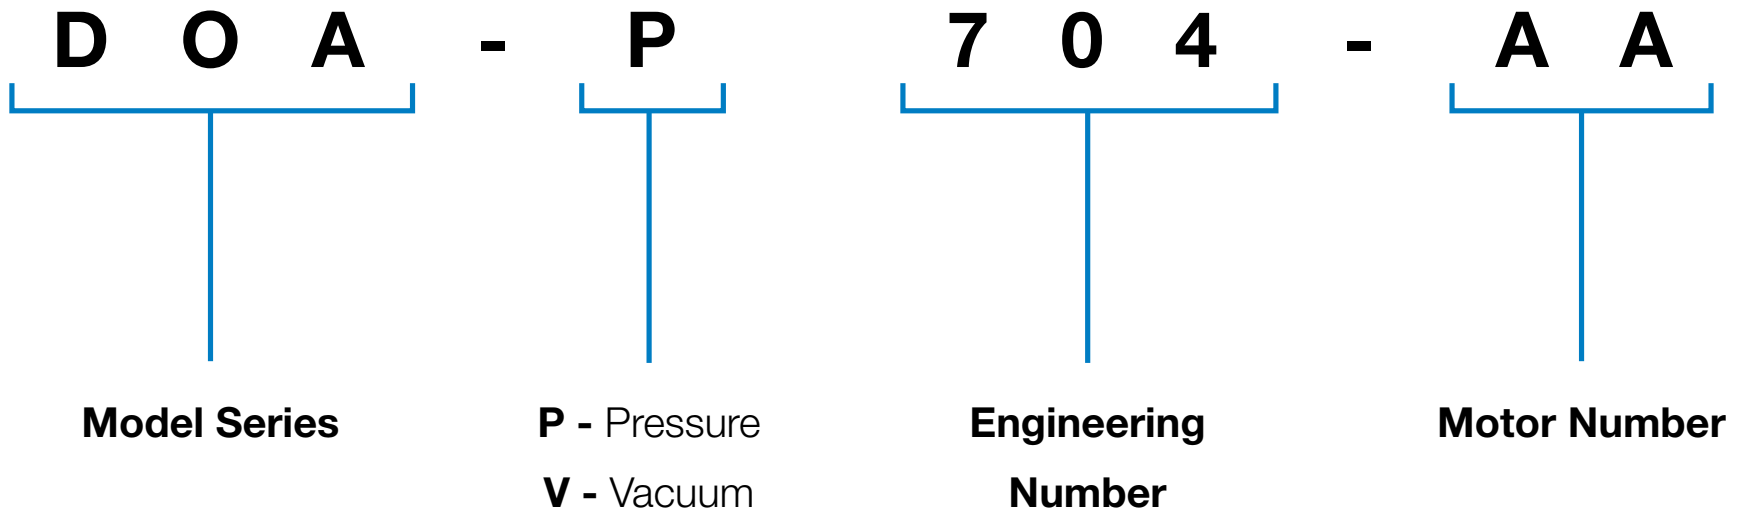 D O A - P 7 0 4 - A A
Model Series
P - Pressure
V - Vacuum
Engineering
Number
Motor Number